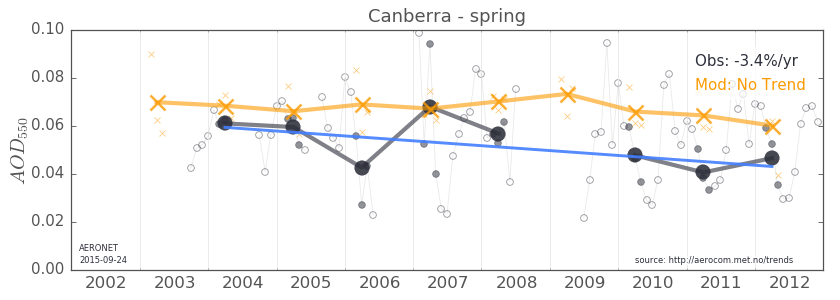 Canberra - spring
0.10
0.08
0.06
0.04
0.02
0.00
AOD550
Obs: -3.4%/yr
Mod: No Trend
AERONET
2015-09-24
source: http://aerocom.met.no/trends
2002 2003 2004 2005 2006 2007 2008 2009 2010 2011 2012